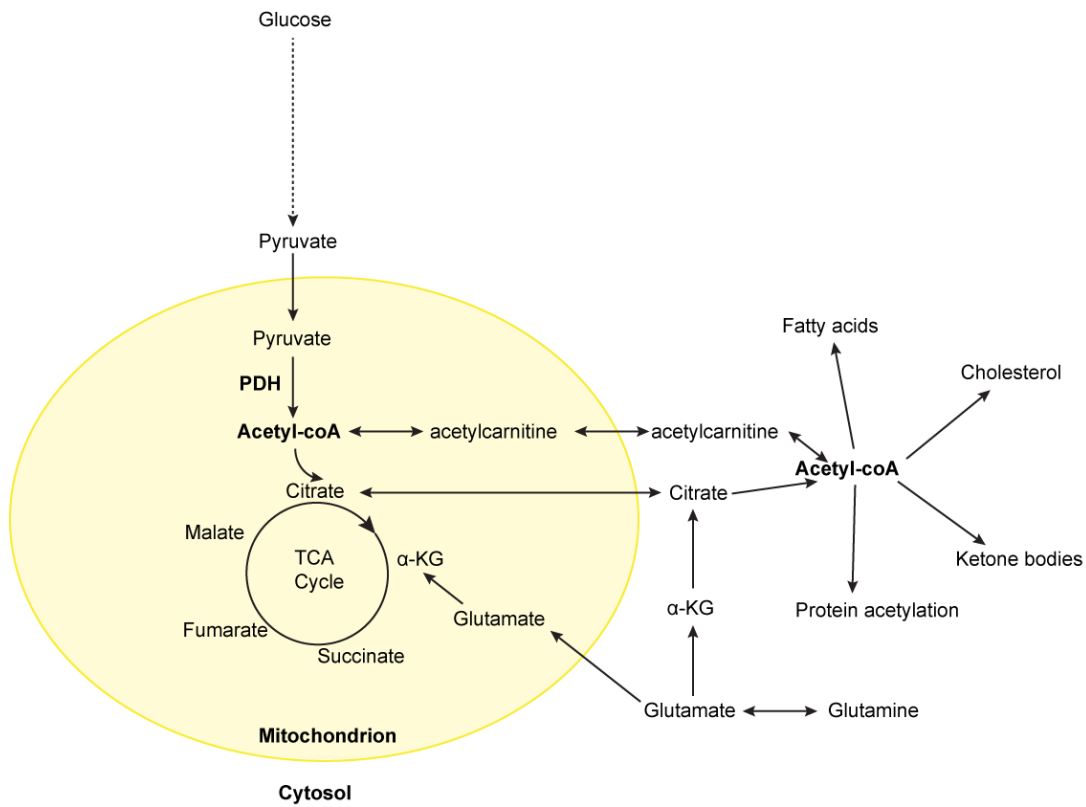 Glucose
Pyruvate
Pyruvate
PDH
Acetyl-coA
acetylcarnitine
acetylcarnitine
Acetyl-coA
Fatty acids
Cholesterol
Ketone bodies
Protein acetylation
Citrate
Citrate
Malate
TCA
Cycle
α-KG
Fumarate
Succinate
Glutamate
α-KG
Glutamate
Glutamine
Mitochondrion
Cytosol